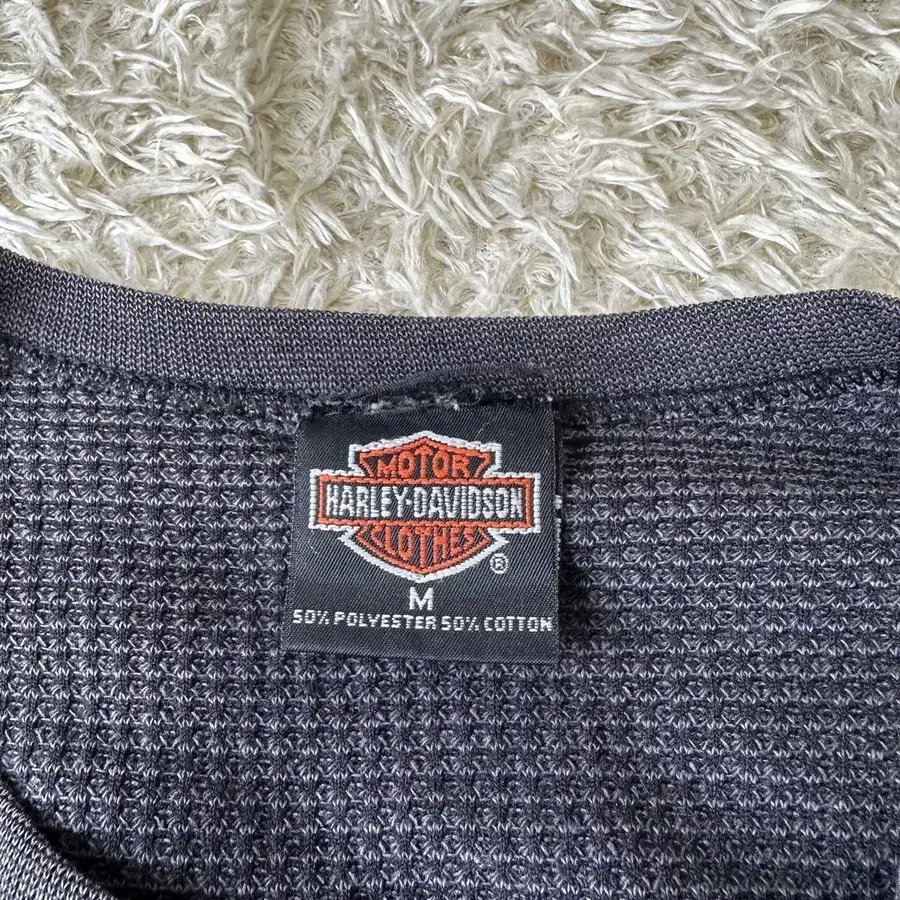 MOTOR
HARLEY-DAVIDSON
CLOTHES
®
M
50% POLYESTER 50% COTTON